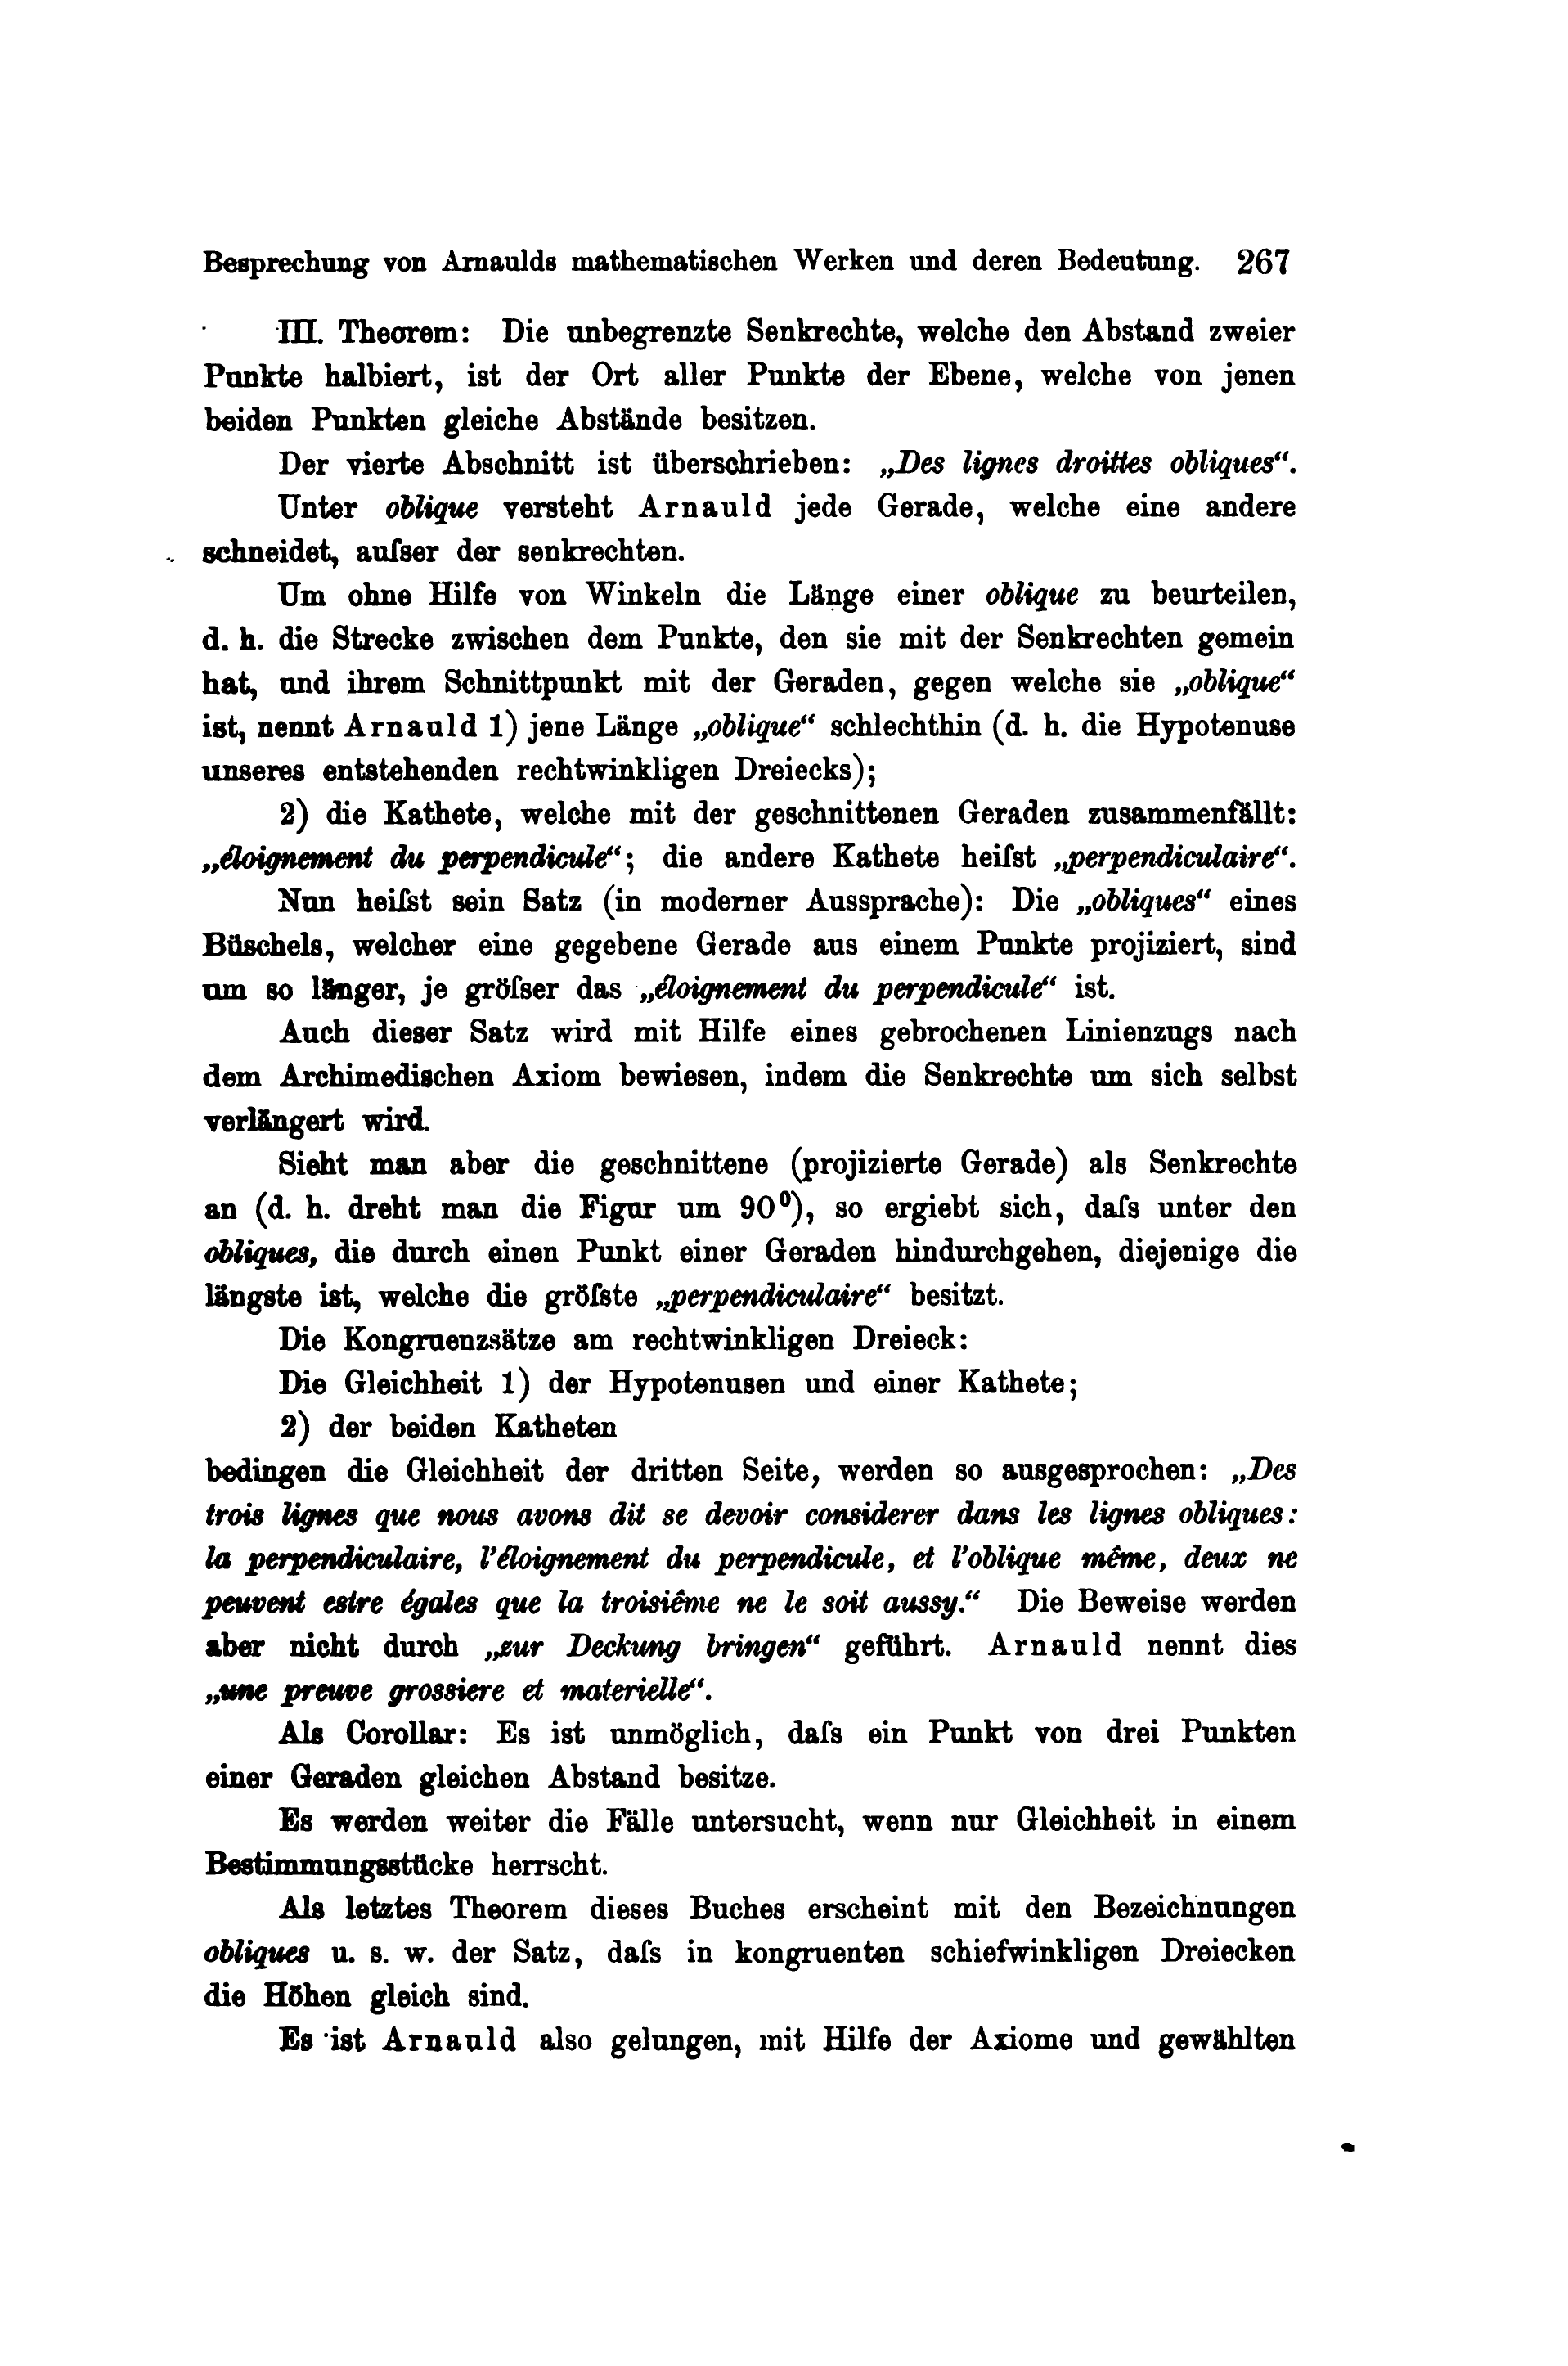 Besprechung von Arnaulds mathematischen Werken und deren Bedeutung. 267
III. Theorem: Die unbegrenzte Senkrechte, welche den Abstand zweier
Punkte halbiert, ist der Ort aller Punkte der Ebene, welche von jenen
beiden Punkten gleiche Abstände besitzen.
Der vierte Abschnitt ist überschrieben: „Des lignes droittes obliques“.
Unter oblique versteht Arnauld jede Gerade, welche eine andere
schneidet, auſser der senkrechten.
Um ohne Hilfe von Winkeln die Länge einer oblique zu beurteilen,
d. h. die Strecke zwischen dem Punkte, den sie mit der Senkrechten gemein
hat, und ihrem Schnittpunkt mit der Geraden, gegen welche sie „oblique“
ist, nennt Arnauld 1) jene Länge „oblique“ schlechthin (d. h. die Hypotenuse
unseres entstehenden rechtwinkligen Dreiecks);
2) die Kathete, welche mit der geschnittenen Geraden zusammenfällt:
„éloignement du perpendicule“; die andere Kathete heiſst „perpendiculaire“.
Nun heiſst sein Satz (in moderner Aussprache): Die „obliques“ eines
Büschels, welcher eine gegebene Gerade aus einem Punkte projiziert, sind
um so länger, je gröſser das „éloignement du perpendicule“ ist.
Auch dieser Satz wird mit Hilfe eines gebrochenen Linienzugs nach
dem Archimedischen Axiom bewiesen, indem die Senkrechte um sich selbst
verlängert wird.
Sieht man aber die geschnittene (projizierte Gerade) als Senkrechte
an (d. h. dreht man die Figur um 90⁰), so ergiebt sich, daſs unter den
obliques, die durch einen Punkt einer Geraden hindurchgehen, diejenige die
längste ist, welche die gröſste „perpendiculaire“ besitzt.
Die Kongruenzsätze am rechtwinkligen Dreieck:
Die Gleichheit 1) der Hypotenusen und einer Kathete;
2) der beiden Katheten
bedingen die Gleichheit der dritten Seite, werden so ausgesprochen: „Des
trois lignes que nous avons dit se devoir considerer dans les lignes obliques:
la perpendiculaire, l’éloignement du perpendicule, et l’oblique même, deux ne
peuvent estre égales que la troisiême ne le soit aussy.“ Die Beweise werden
aber nicht durch „zur Deckung bringen“ geführt. Arnauld nennt dies
„une preuve grossiere et materielle“.
Als Corollar: Es ist unmöglich, daſs ein Punkt von drei Punkten
einer Geraden gleichen Abstand besitze.
Es werden weiter die Fälle untersucht, wenn nur Gleichheit in einem
Bestimmungsstücke herrscht.
Als letztes Theorem dieses Buches erscheint mit den Bezeichnungen
obliques u. s. w. der Satz, daſs in kongruenten schiefwinkligen Dreiecken
die Höhen gleich sind.
Es ist Arnauld also gelungen, mit Hilfe der Axiome und gewählten